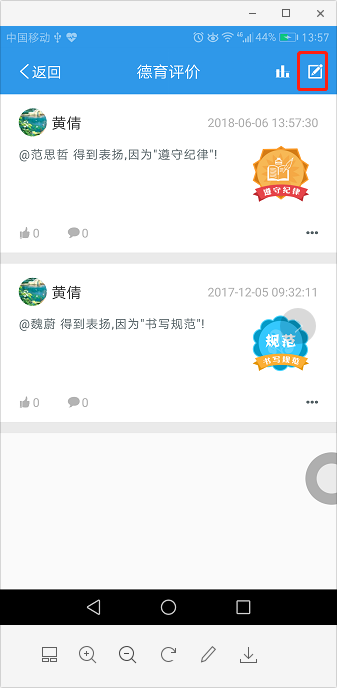 中国移动 46 44% 13:57
返回 德育评价
黄倩 2018-06-06 13:57:30
@范思哲 得到表扬,因为"遵守纪律"!
遵守纪律
0 0
黄倩 2017-12-05 09:32:11
@魏蔚 得到表扬,因为"书写规范"!
规范
书写规范
0 0